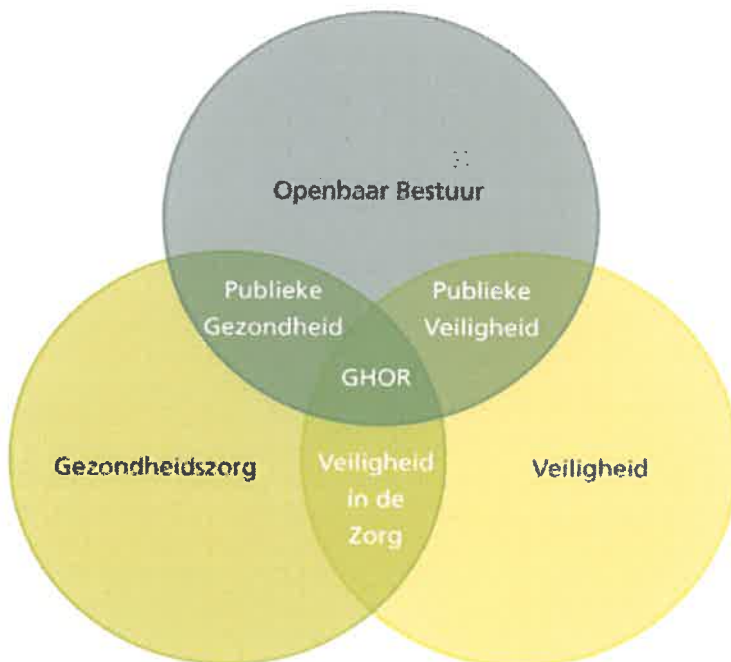 Openbaar Bestuur
Publieke
Gezondheid
Publieke
Veiligheid
GHOR
Gezondheidszorg
Veiligheid
in de
Zorg
Veiligheid